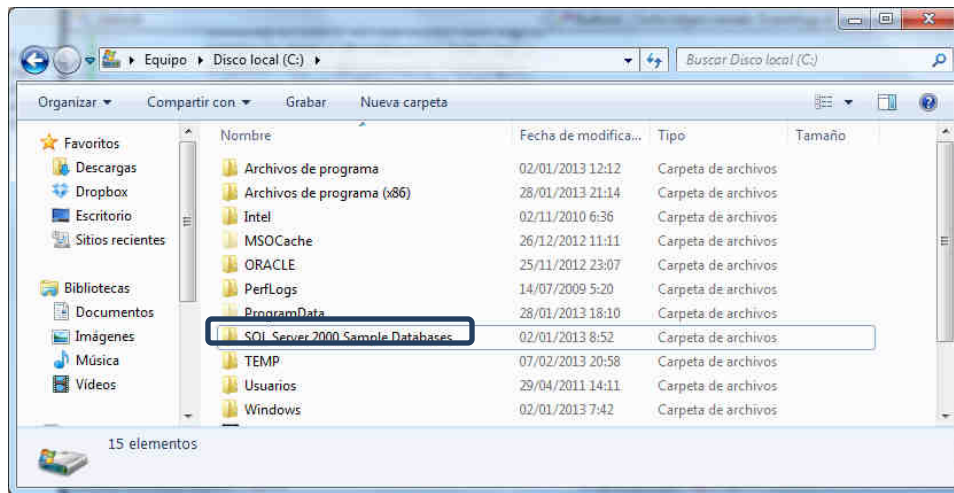 Equipo Disco local (C:) Buscar Disco local (C:)
Organizar Compartir con Grabar Nueva carpeta
Favoritos
Descargas
Dropbox
Escritorio
Sitios recientes
Bibliotecas
Documentos
Imágenes
Música
Vídeos
Nombre Fecha de modifica... Tipo Tamaño
Archivos de programa 02/01/2013 12:12 Carpeta de archivos
Archivos de programa (x86) 28/01/2013 21:14 Carpeta de archivos
Intel 02/11/2010 6:36 Carpeta de archivos
MSOCache 26/12/2012 11:11 Carpeta de archivos
ORACLE 25/11/2012 23:07 Carpeta de archivos
PerfLogs 14/07/2009 5:20 Carpeta de archivos
ProgramData 28/01/2013 18:10 Carpeta de archivos
SQL Server 2000 Sample Databases 02/01/2013 8:52 Carpeta de archivos
TEMP 07/02/2013 20:58 Carpeta de archivos
Usuarios 29/04/2011 14:11 Carpeta de archivos
Windows 02/01/2013 7:42 Carpeta de archivos
15 elementos